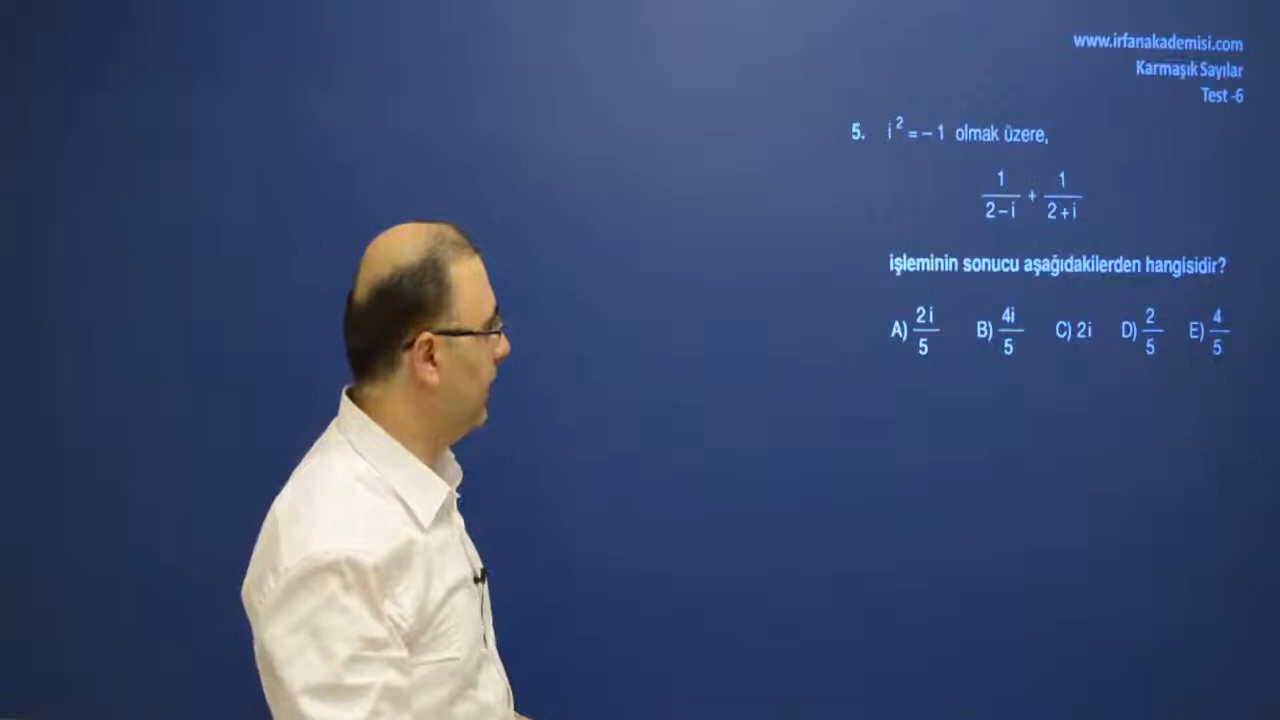 www.irfanakademisi.com
Karmaşık Sayılar
Test -6
5. i² = – 1 olmak üzere,
1/(2 – i) + 1/(2 + i)
işleminin sonucu aşağıdakilerden hangisidir?
A) 2i/5 B) 4i/5 C) 2i D) 2/5 E) 4/5